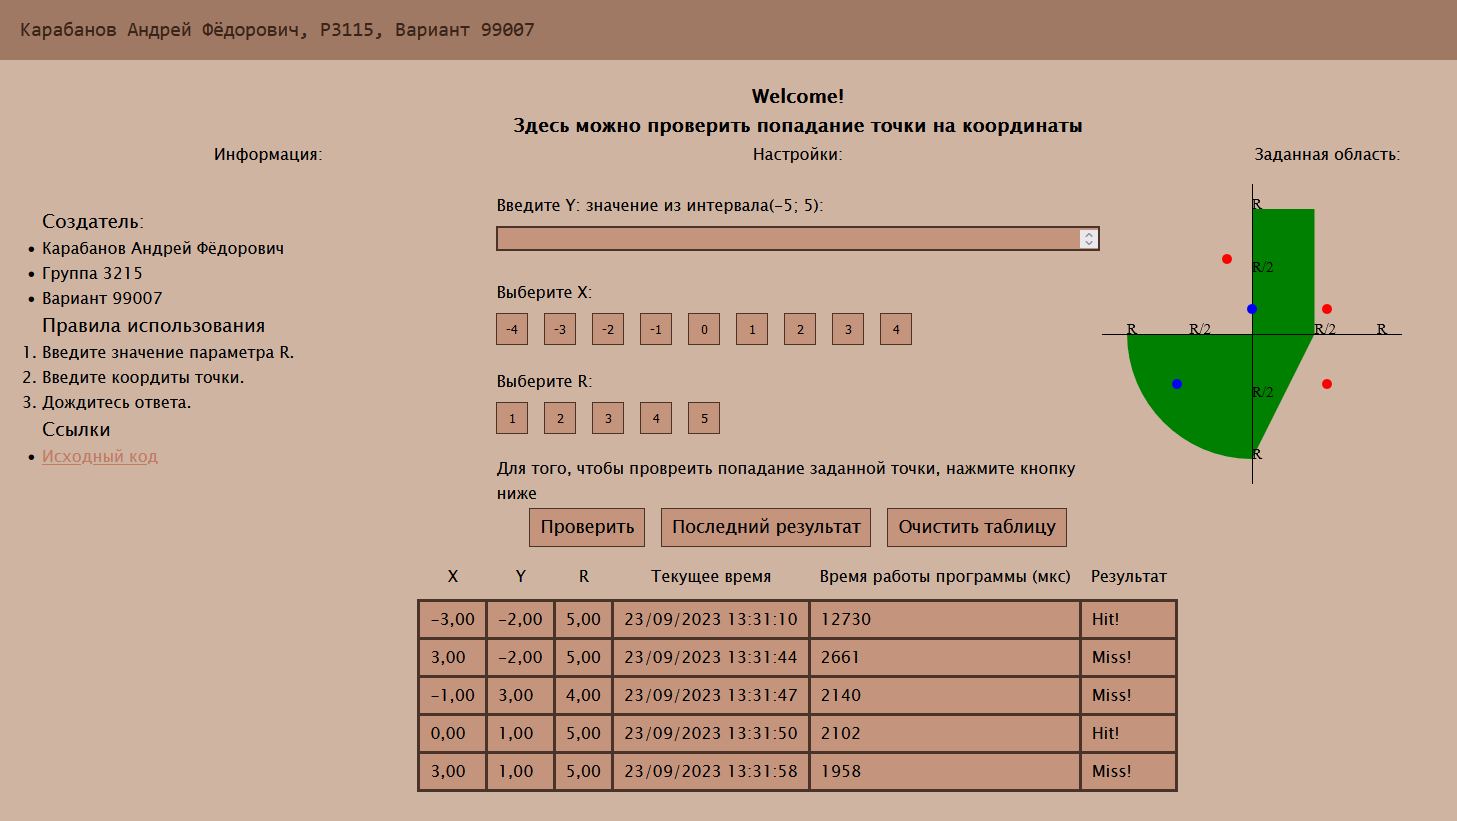 Карабанов Андрей Фёдорович, P3115, Вариант 99007
Welcome!
Здесь можно проверить попадание точки на координаты
Информация:
Создатель:
• Карабанов Андрей Фёдорович
• Группа 3215
• Вариант 99007
Правила использования
1. Введите значение параметра R.
2. Введите коордиты точки.
3. Дождитесь ответа.
Ссылки
• Исходный код
Настройки:
Введите Y: значение из интервала(-5; 5):
Выберите X:
-4 -3 -2 -1 0 1 2 3 4
Выберите R:
1 2 3 4 5
Для того, чтобы провреить попадание заданной точки, нажмите кнопку
ниже
Проверить Последний результат Очистить таблицу
Заданная область:
R
R/2
R R/2 R/2 R
R/2
R
X Y R Текущее время Время работы программы (мкс) Результат
-3,00 -2,00 5,00 23/09/2023 13:31:10 12730 Hit!
3,00 -2,00 5,00 23/09/2023 13:31:44 2661 Miss!
-1,00 3,00 4,00 23/09/2023 13:31:47 2140 Miss!
0,00 1,00 5,00 23/09/2023 13:31:50 2102 Hit!
3,00 1,00 5,00 23/09/2023 13:31:58 1958 Miss!